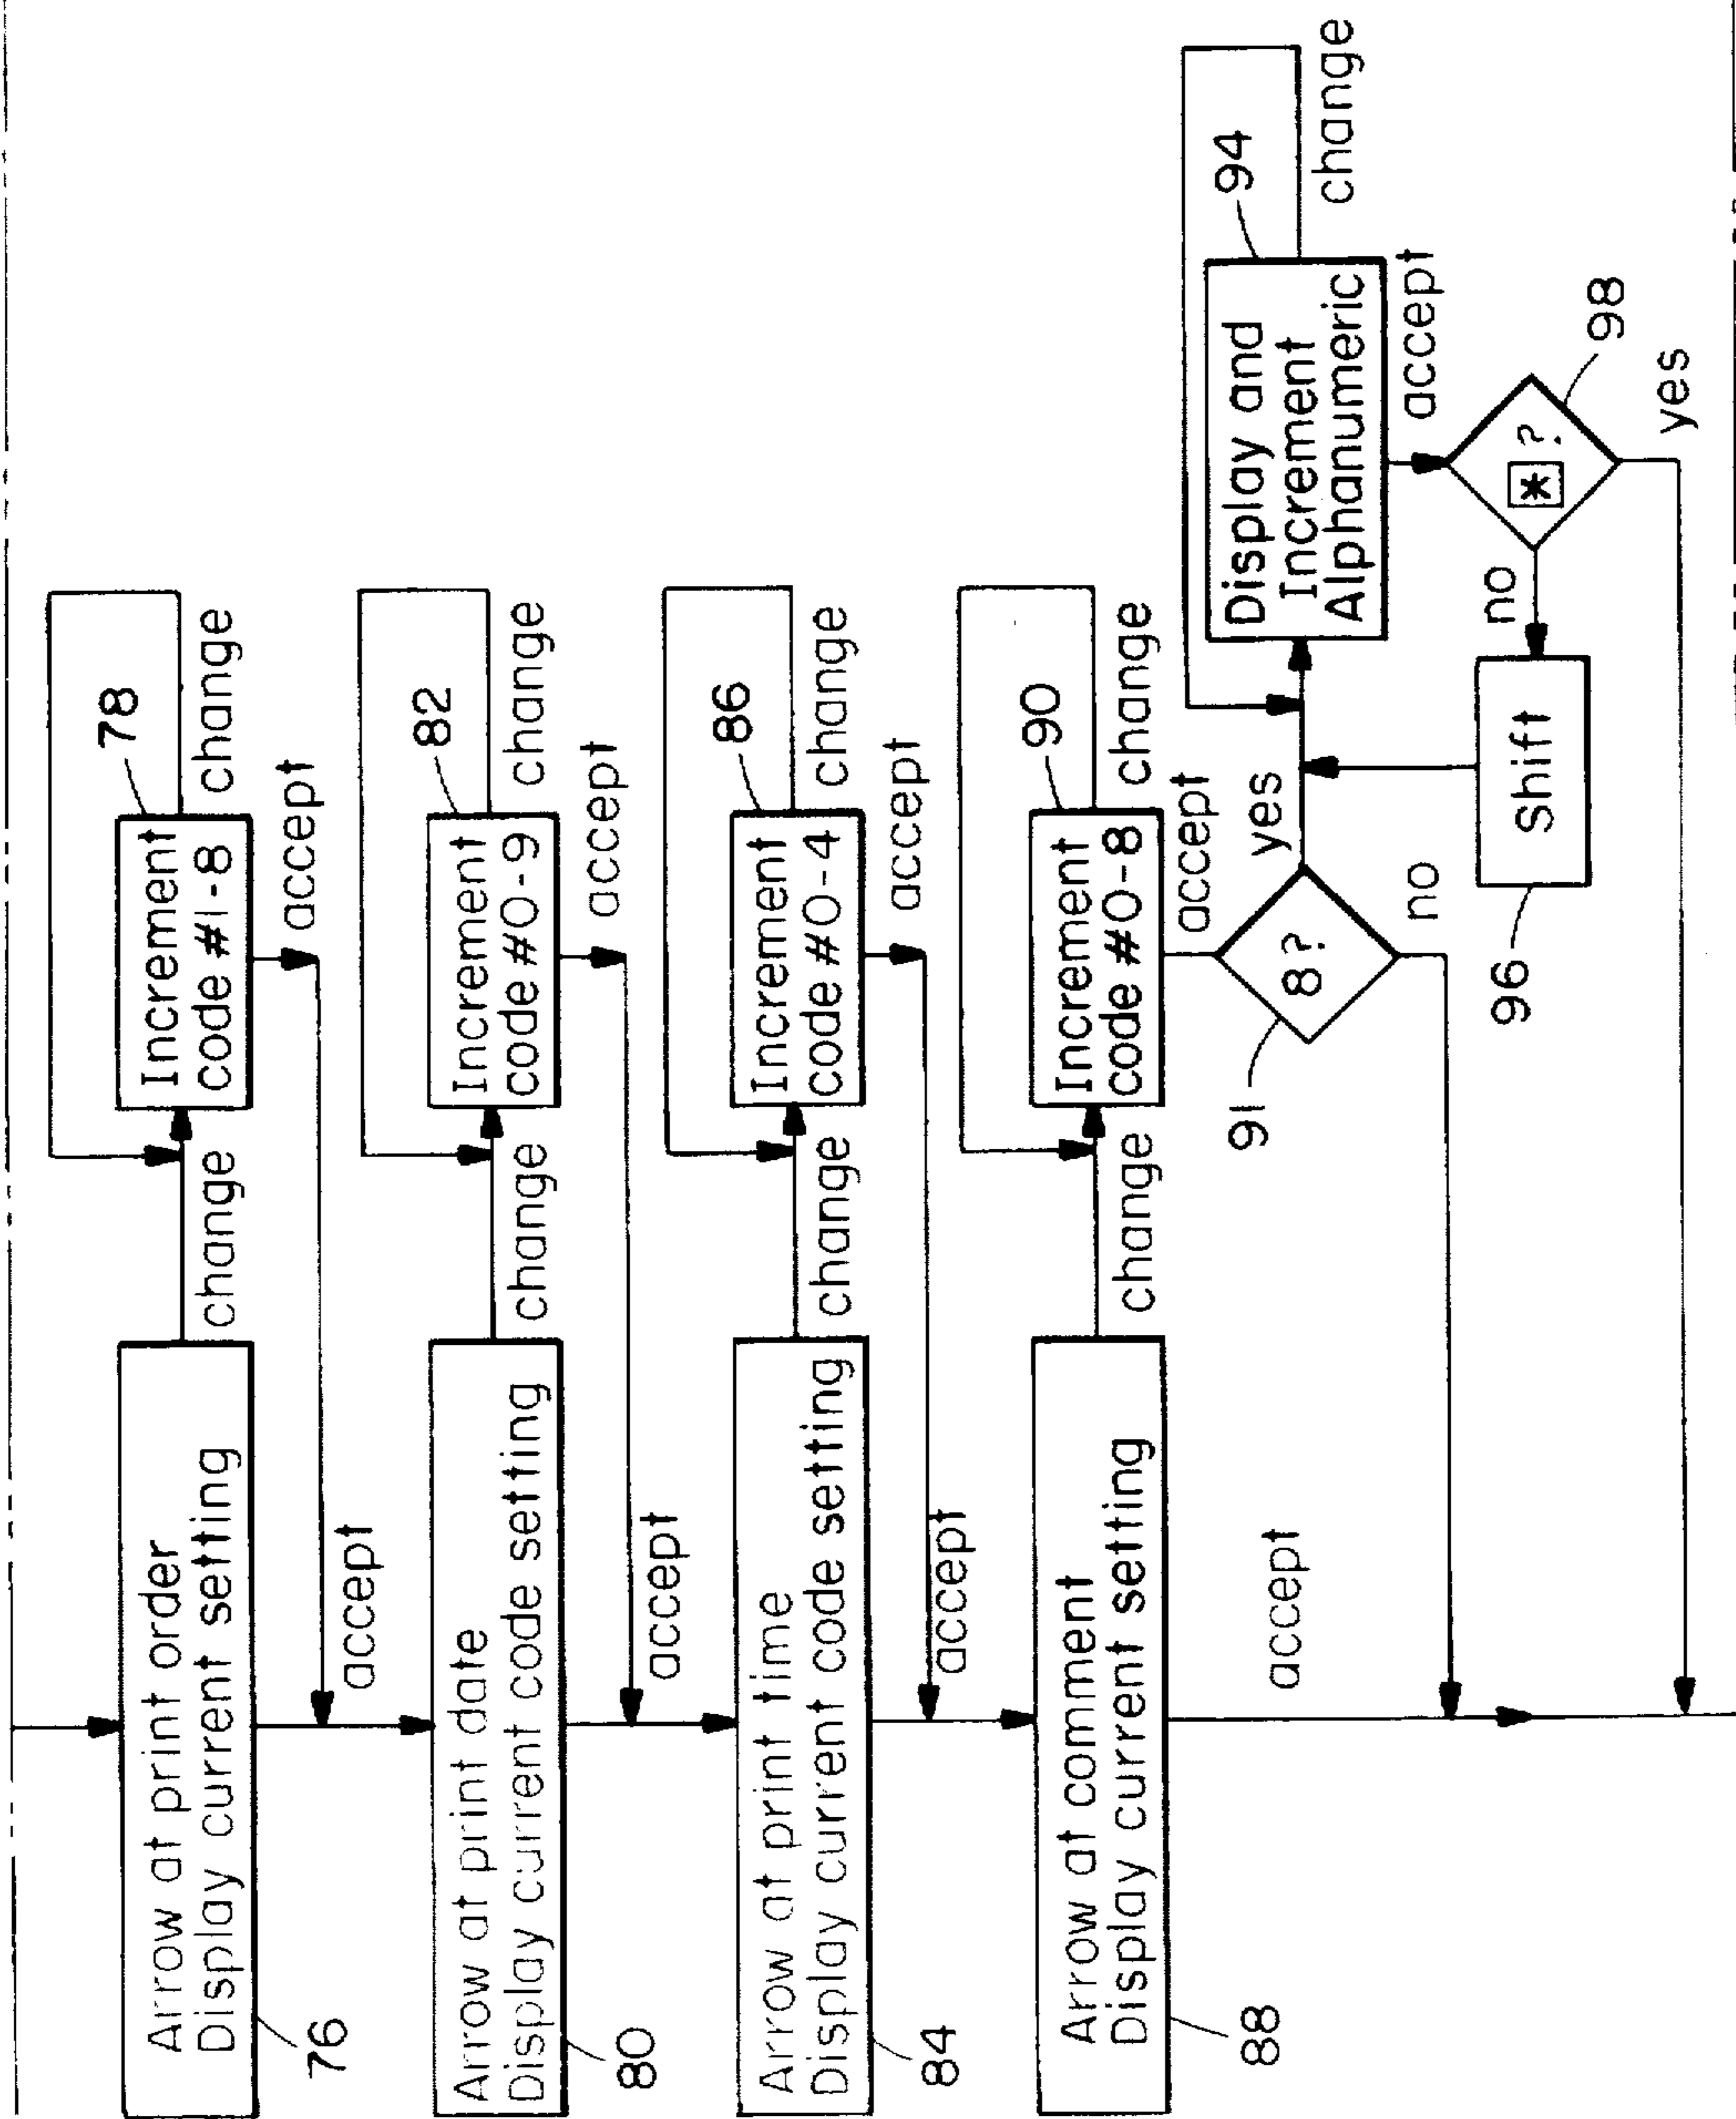 Arrow at print order
Display current setting
76
change
Increment
code #1-8
78
change
accept
accept
Arrow at print date
Display current code setting
80
change
Increment
code #0-9
82
change
accept
accept
Arrow at print time
Display current code setting
84
change
Increment
code #0-4
86
change
accept
accept
Arrow at comment
Display current setting
88
change
Increment
code #0-8
90
change
accept
accept
8?
91
yes
no
Display and
Increment
Alphanumeric
94
change
accept
*?
98
no
yes
Shift
96